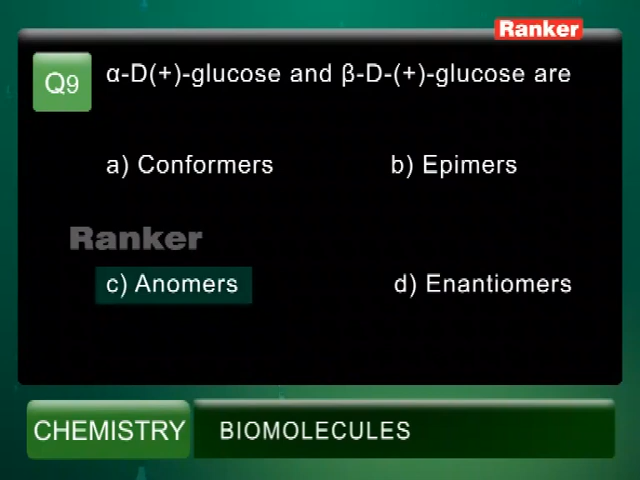 Ranker
Q9
α-D(+)-glucose and β-D-(+)-glucose are
a) Conformers
b) Epimers
Ranker
c) Anomers
d) Enantiomers
CHEMISTRY
BIOMOLECULES